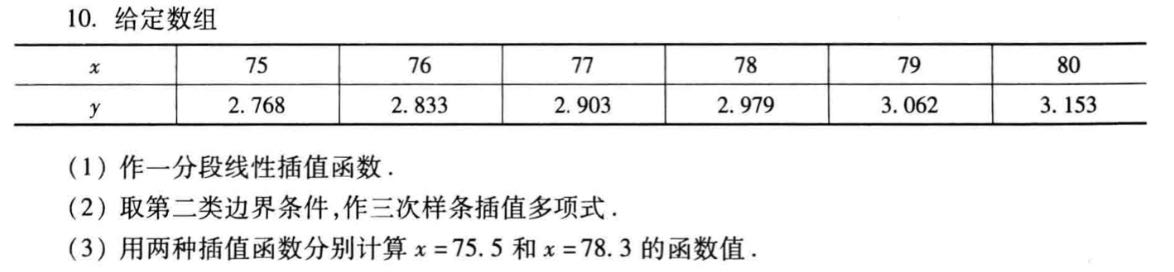 10. 给定数组
x 75 76 77 78 79 80
y 2.768 2.833 2.903 2.979 3.062 3.153
(1) 作一分段线性插值函数.
(2) 取第二类边界条件,作三次样条插值多项式.
(3) 用两种插值函数分别计算 x=75.5 和 x=78.3 的函数值.